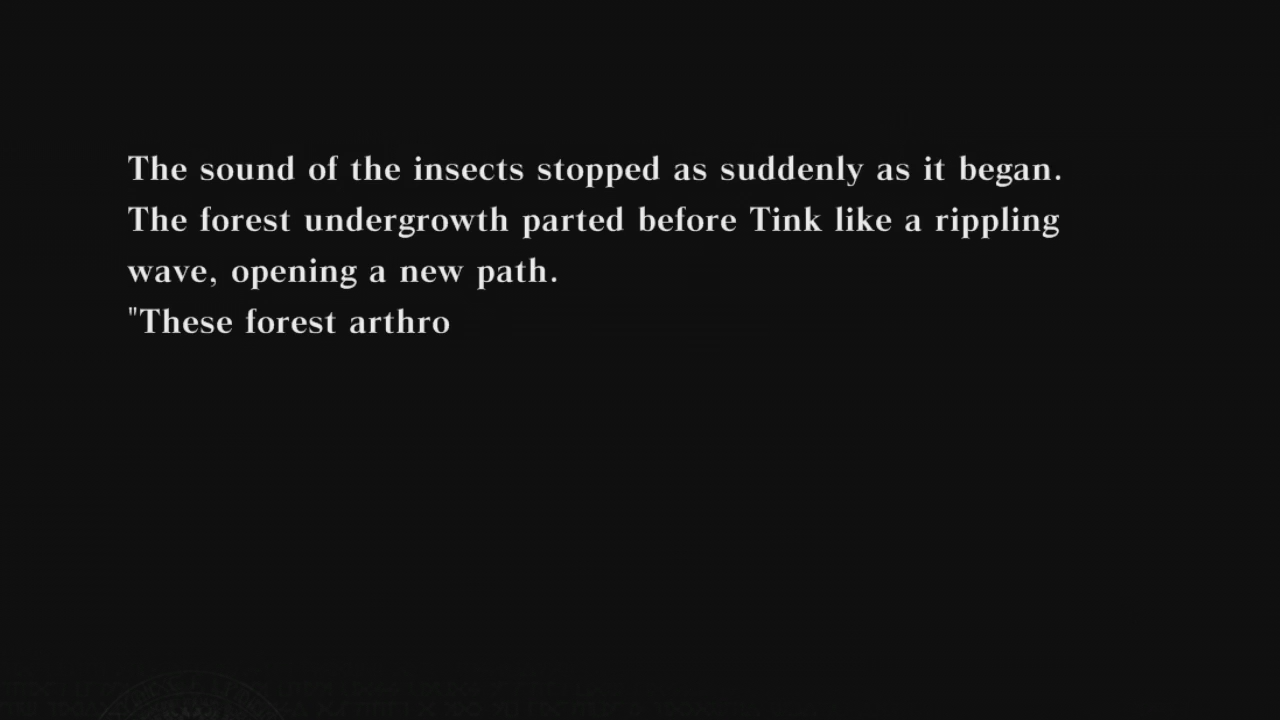 The sound of the insects stopped as suddenly as it began.
The forest undergrowth parted before Tink like a rippling
wave, opening a new path.
"These forest arthro